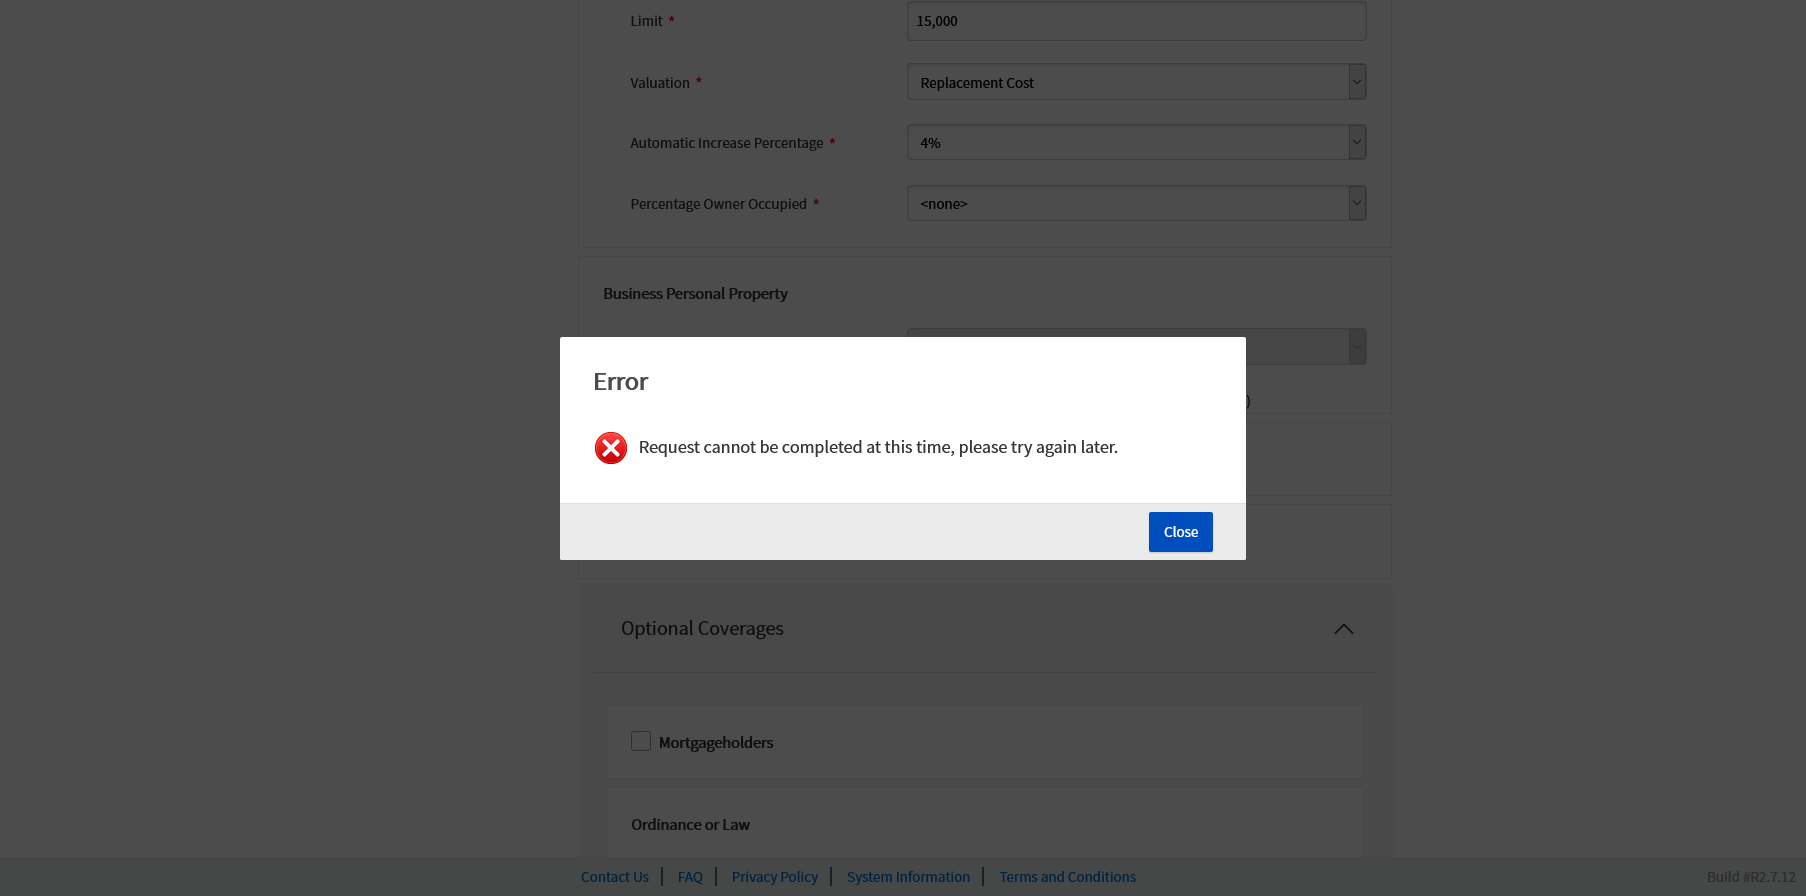 Limit *
15,000
Valuation *
Replacement Cost
Automatic Increase Percentage *
4%
Percentage Owner Occupied *
<none>
Business Personal Property
Error
)
Request cannot be completed at this time, please try again later.
Close
Optional Coverages
Mortgageholders
Ordinance or Law
Contact Us | FAQ | Privacy Policy | System Information | Terms and Conditions
Build #R2.7.12